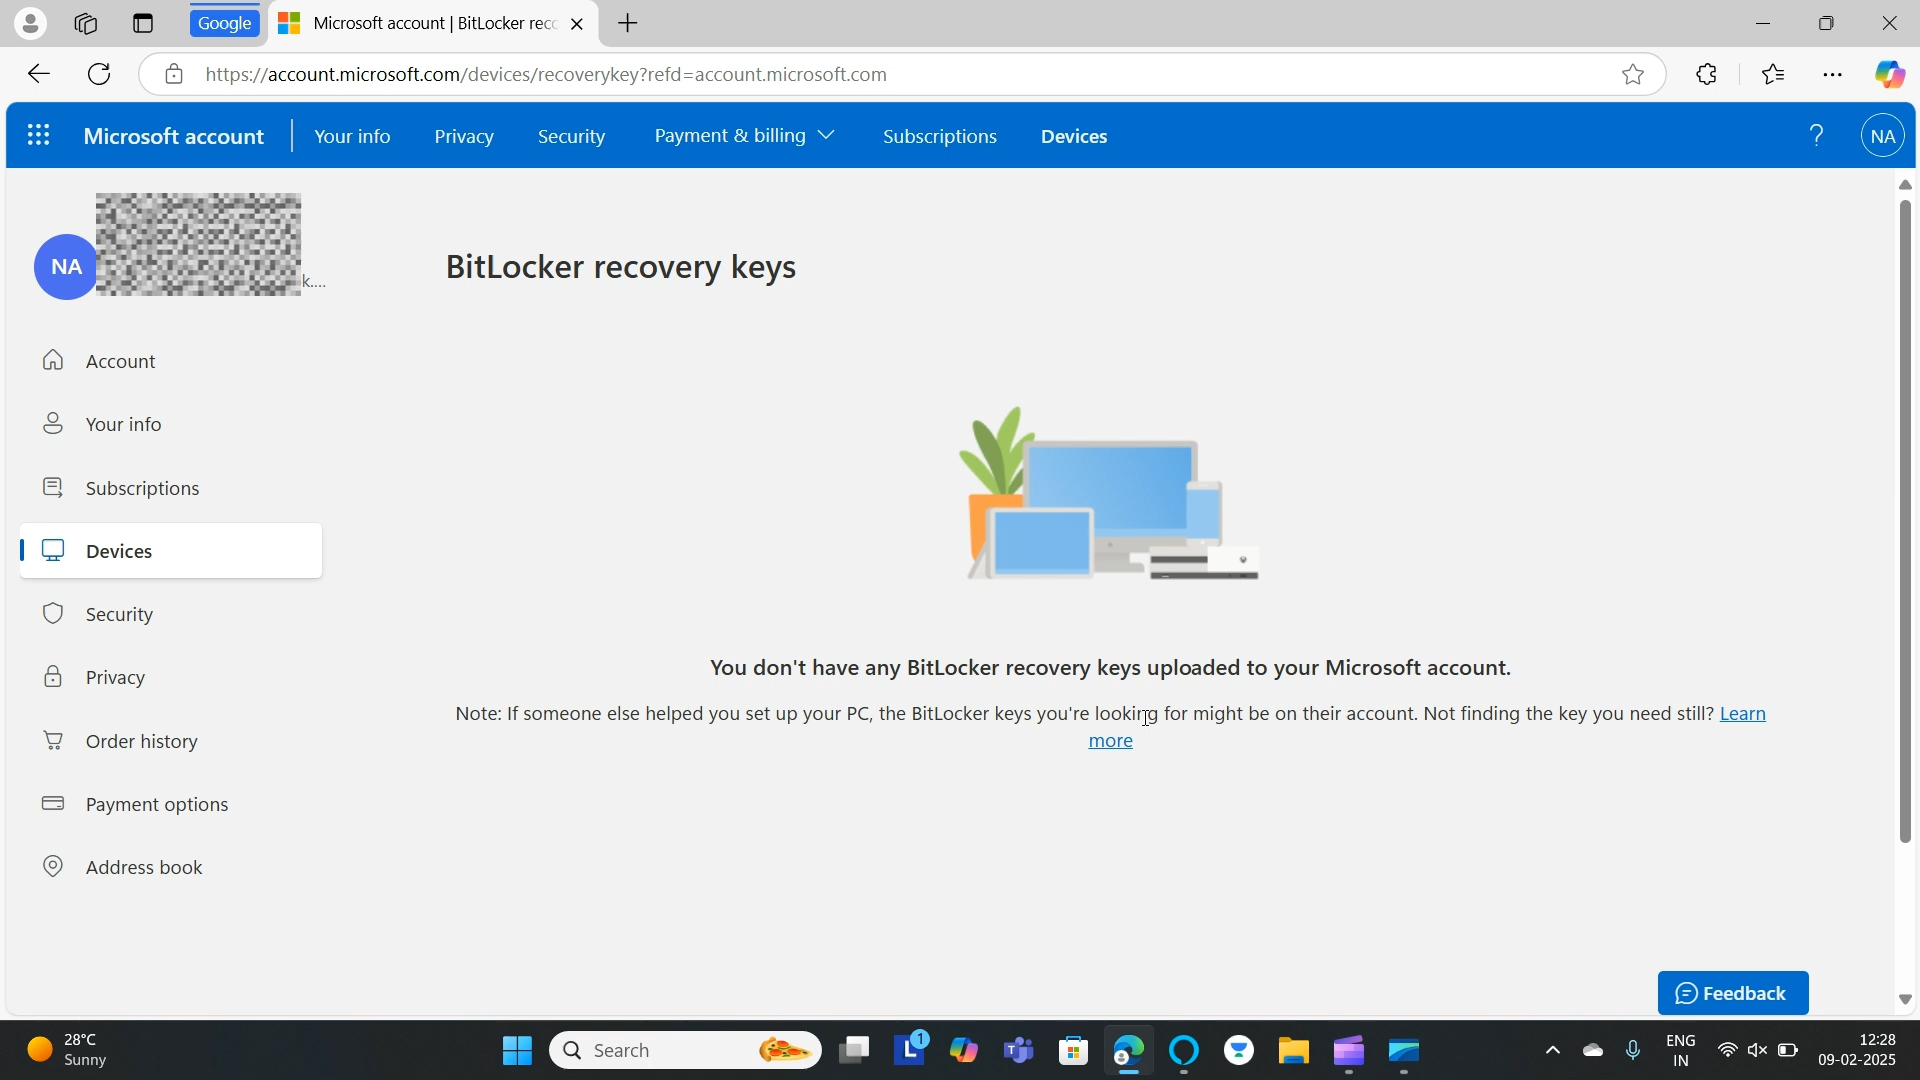 Google
Microsoft account | BitLocker rec
https://account.microsoft.com/devices/recoverykey?refd=account.microsoft.com
Microsoft account
Your info
Privacy
Security
Payment & billing
Subscriptions
Devices
?
NA
NA
k....
BitLocker recovery keys
Account
Your info
Subscriptions
Devices
Security
Privacy
Order history
Payment options
Address book
You don't have any BitLocker recovery keys uploaded to your Microsoft account.
Note: If someone else helped you set up your PC, the BitLocker keys you're looking for might be on their account. Not finding the key you need still? Learn
more
Feedback
28°C
Sunny
Search
L
1
T
ENG
IN
12:28
09-02-2025